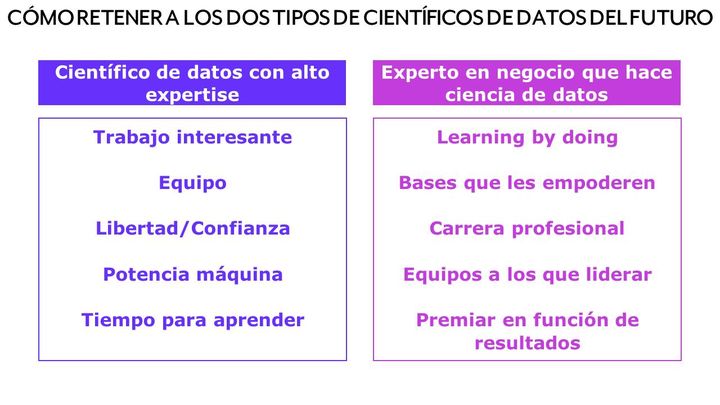 CÓMO RETENER A LOS DOS TIPOS DE CIENTÍFICOS DE DATOS DEL FUTURO
Científico de datos con alto
expertise
Trabajo interesante
Equipo
Libertad/Confianza
Potencia máquina
Tiempo para aprender
Experto en negocio que hace
ciencia de datos
Learning by doing
Bases que les empoderen
Carrera profesional
Equipos a los que liderar
Premiar en función de
resultados